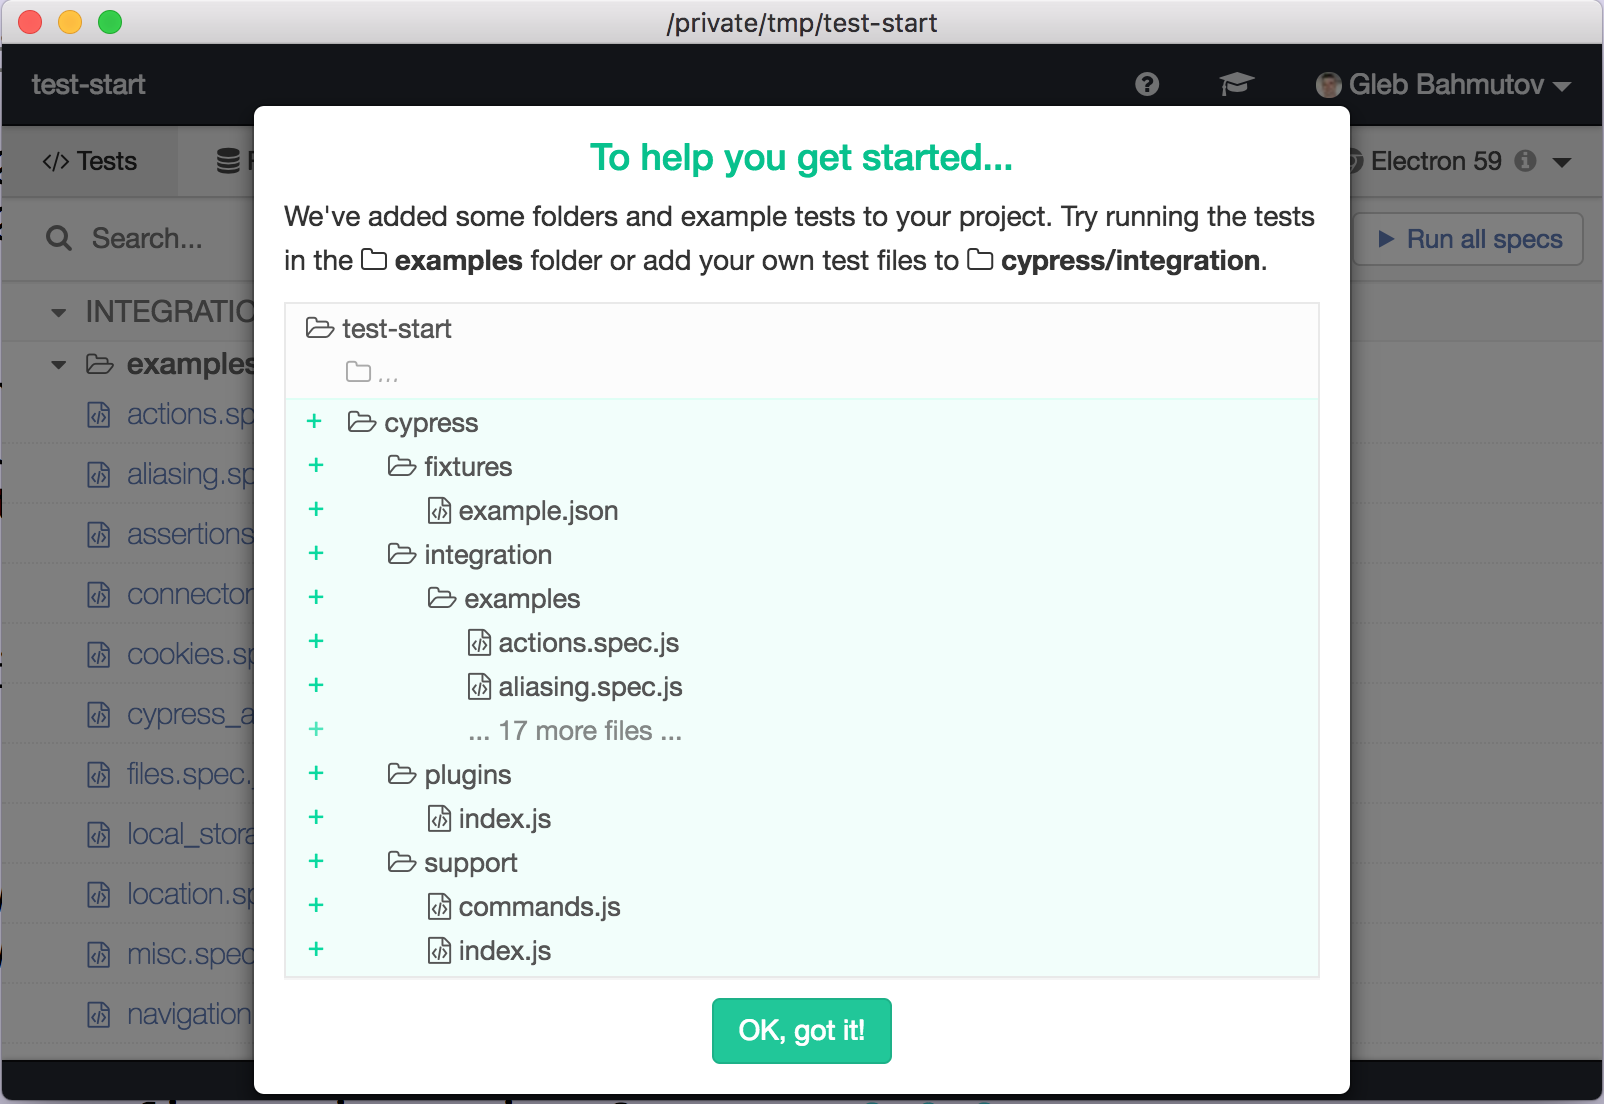 /private/tmp/test-start
test-start
Gleb Bahmutov
Tests
Electron 59
Search...
Run all specs
INTEGRATIO
examples
actions.sp
aliasing.sp
assertions
connector
cookies.sp
cypress_a
files.spec.
local_stora
location.sp
misc.spec
navigation
To help you get started...
We've added some folders and example tests to your project. Try running the tests
in the examples folder or add your own test files to cypress/integration.
test-start
...
+ cypress
+ fixtures
+ example.json
+ integration
+ examples
+ actions.spec.js
+ aliasing.spec.js
+ ... 17 more files ...
+ plugins
+ index.js
+ support
+ commands.js
+ index.js
OK, got it!